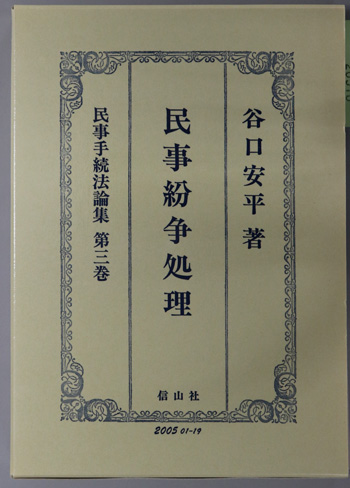 谷口安平 著
民事紛争処理
民事手続法論集 第三巻
信山社
2005 01-19